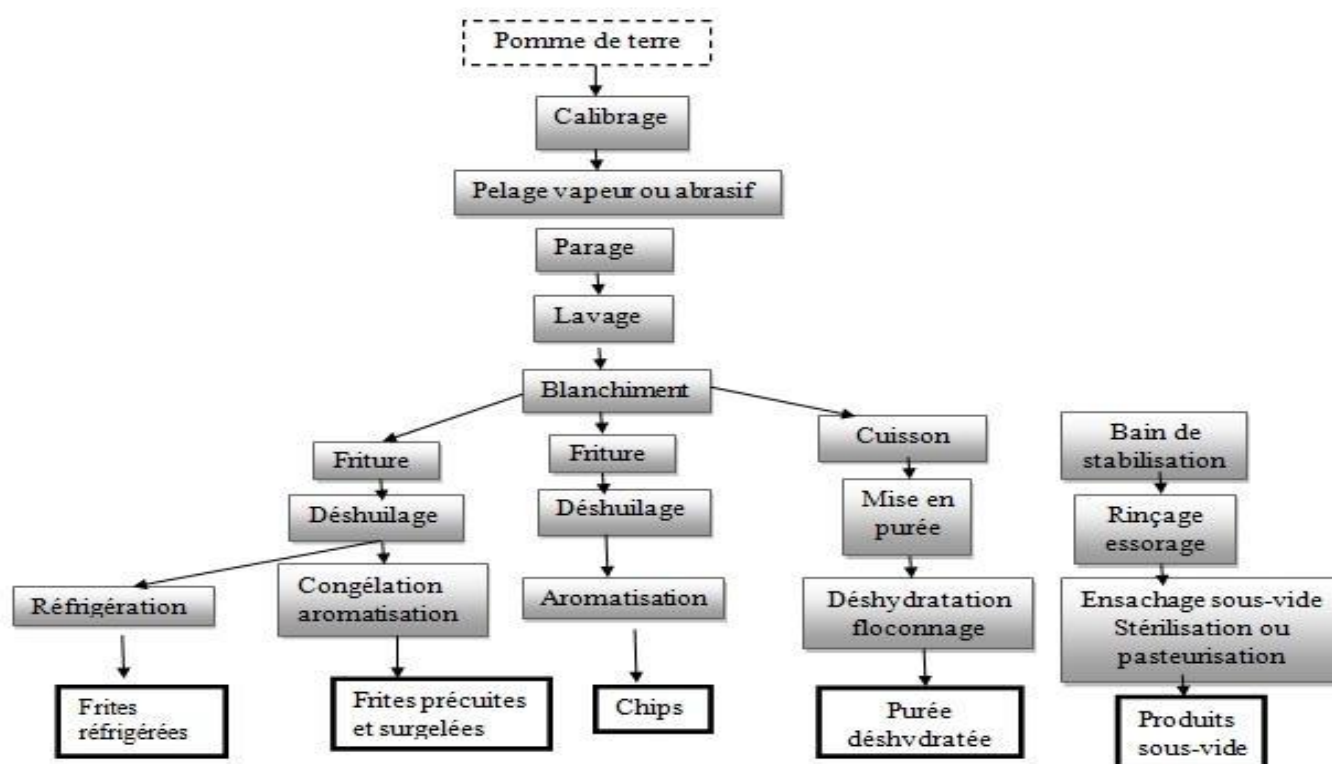 Pomme de terre
Calibrage
Pelage vapeur ou abrasif
Parage
Lavage
Blanchiment
Friture
Déshuilage
Réfrigération
Frites
réfrigérées
Congélation
aromatisation
Frites précuites
et surgelées
Friture
Déshuilage
Aromatisation
Chips
Cuisson
Mise en
purée
Déshydratation
floconnage
Purée
déshydratée
Bain de
stabilisation
Rinçage
essorage
Ensachage sous-vide
Stérilisation ou
pasteurisation
Produits
sous-vide